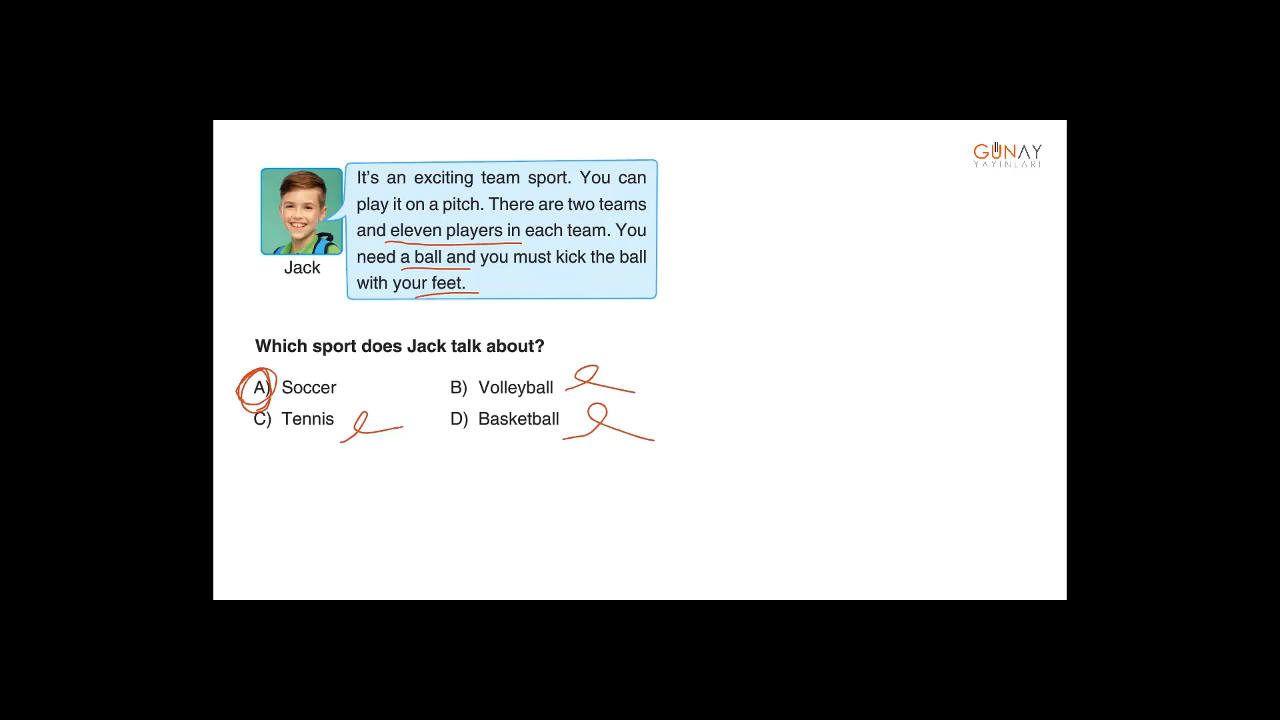 GÜNAY
YAYINLARI
It's an exciting team sport. You can
play it on a pitch. There are two teams
and eleven players in each team. You
need a ball and you must kick the ball
with your feet.
Jack
Which sport does Jack talk about?
A) Soccer
B) Volleyball
C) Tennis
D) Basketball